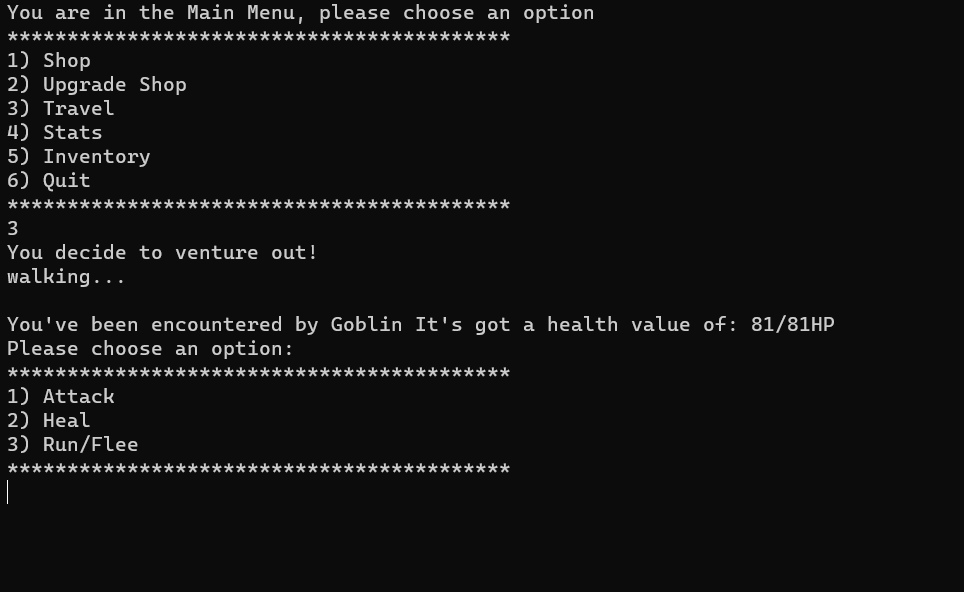 You are in the Main Menu, please choose an option
******************************************
1) Shop
2) Upgrade Shop
3) Travel
4) Stats
5) Inventory
6) Quit
******************************************
3
You decide to venture out!
walking...
You've been encountered by Goblin It's got a health value of: 81/81HP
Please choose an option:
******************************************
1) Attack
2) Heal
3) Run/Flee
******************************************